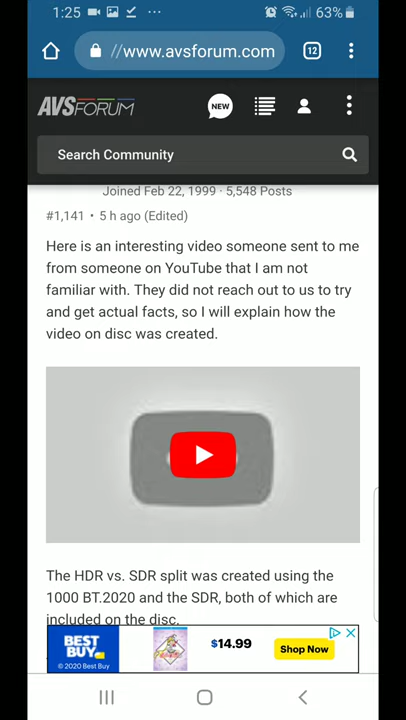 1:25
63%
//www.avsforum.com
12
AVSFORUM
NEW
Search Community
Joined Feb 22, 1999 · 5,548 Posts
#1,141 • 5 h ago (Edited)
Here is an interesting video someone sent to me
from someone on YouTube that I am not
familiar with. They did not reach out to us to try
and get actual facts, so I will explain how the
video on disc was created.
The HDR vs. SDR split was created using the
1000 BT.2020 and the SDR, both of which are
included on the disc.
BEST
BUY
© 2020 Best Buy
$14.99
Shop Now